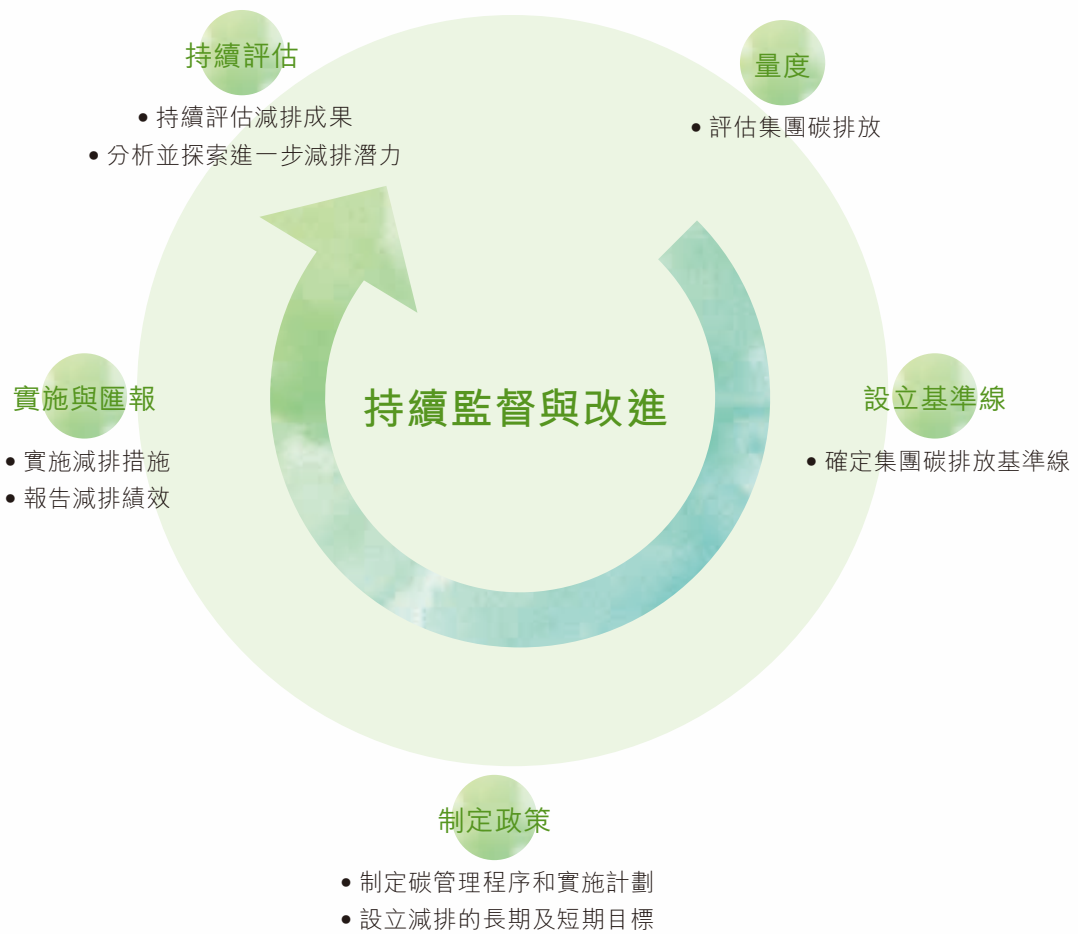 持續評估
• 持續評估減排成果
• 分析並探索進一步減排潛力
量度
• 評估集團碳排放
實施與匯報
• 實施減排措施
• 報告減排績效
持續監督與改進
設立基準線
• 確定集團碳排放基準線
制定政策
• 制定碳管理程序和實施計劃
• 設立減排的長期及短期目標